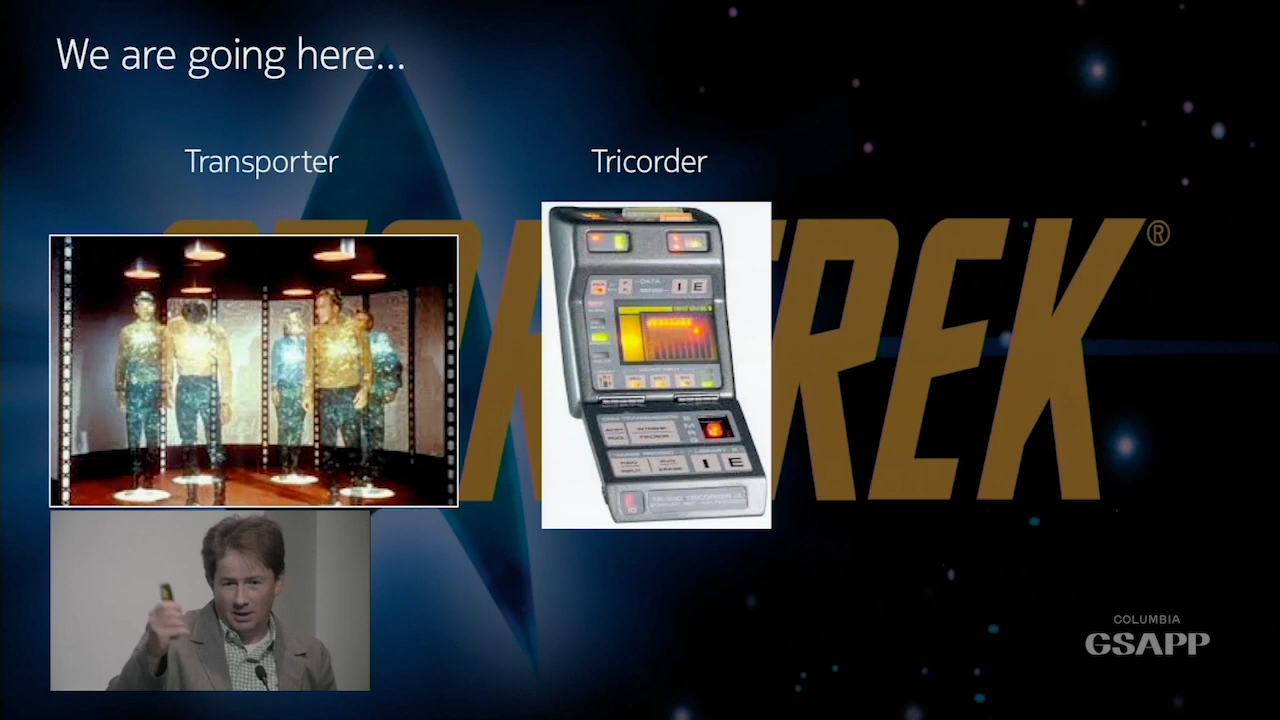 We are going here...
Transporter
Tricorder
TREK®
I E
I E
COLUMBIA
GSAPP